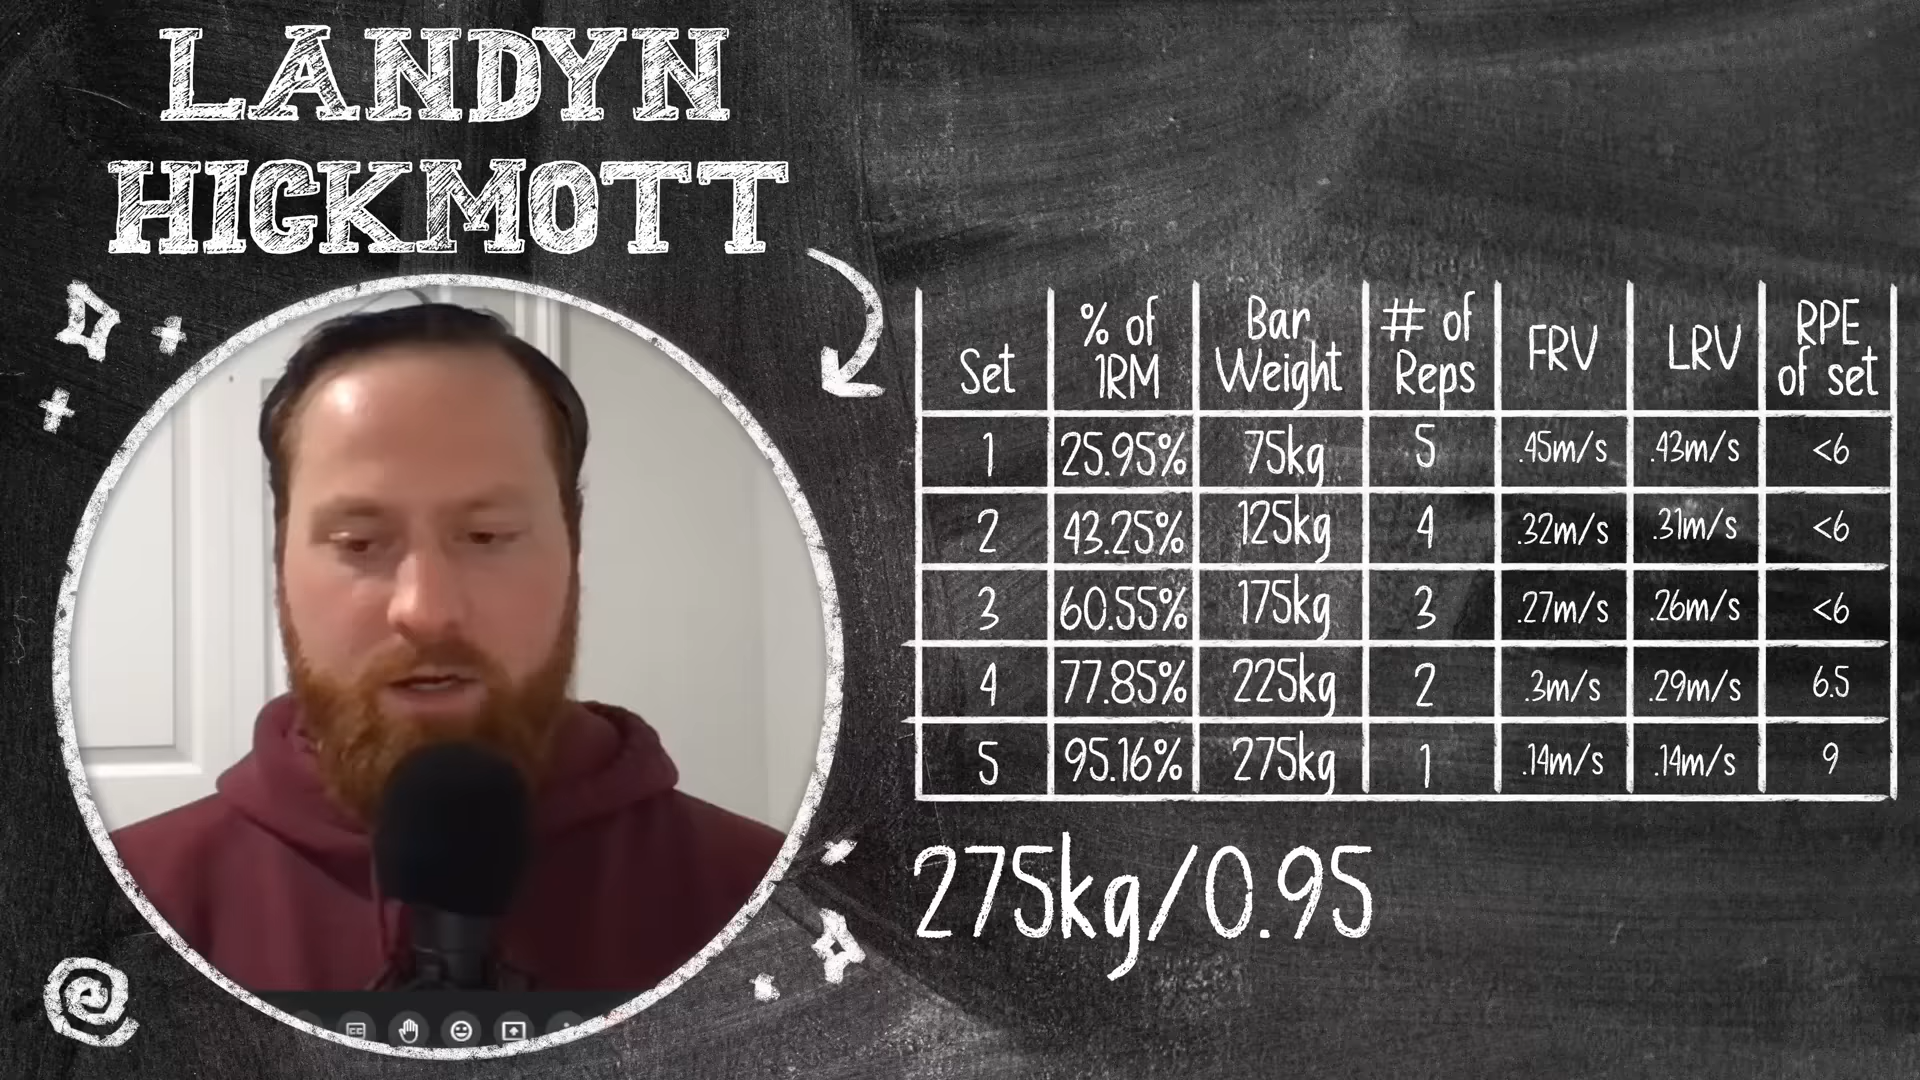 LANDYN
HICKMOTT
Set | % of 1RM | Bar Weight | # of Reps | FRV | LRV | RPE of set
1 | 25.95% | 75kg | 5 | .45m/s | .43m/s | <6
2 | 43.25% | 125kg | 4 | .32m/s | .31m/s | <6
3 | 60.55% | 175kg | 3 | .27m/s | .26m/s | <6
4 | 77.85% | 225kg | 2 | .3m/s | .29m/s | 6.5
5 | 95.16% | 275kg | 1 | .14m/s | .14m/s | 9
275kg/0.95
CC